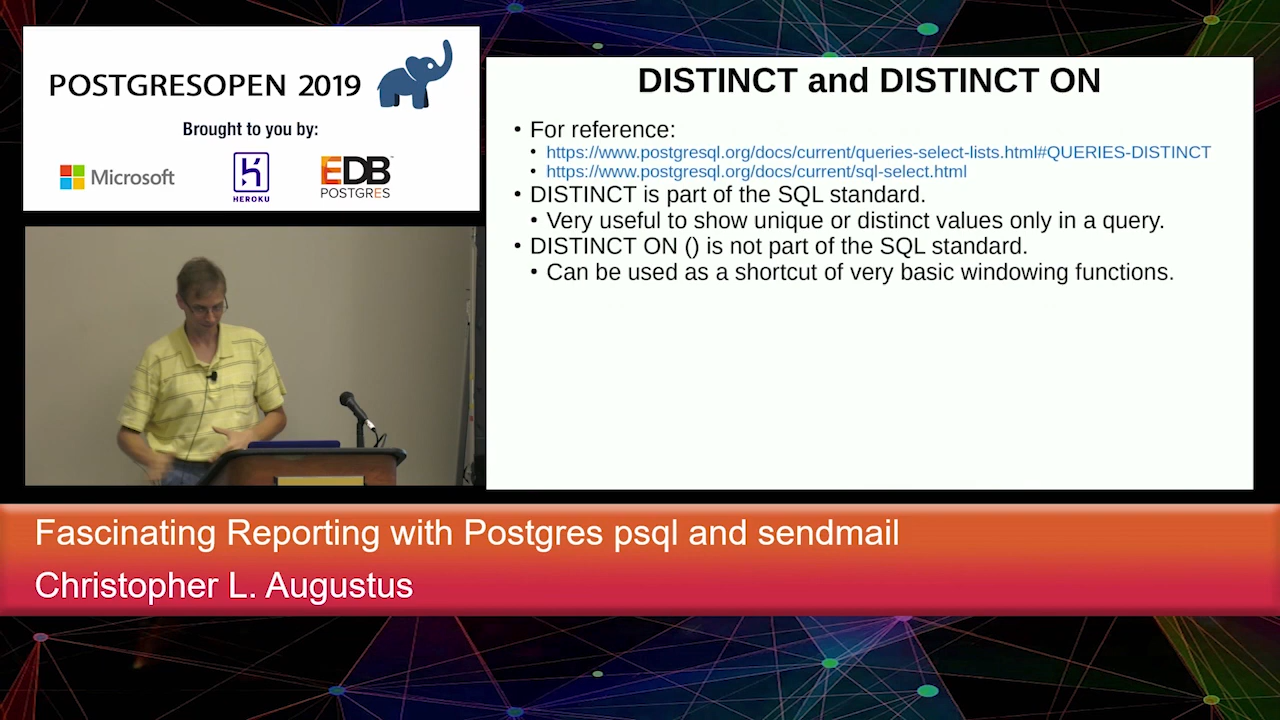 POSTGRESOPEN 2019
Brought to you by:
Microsoft
HEROKU
EDB
POSTGRES
DISTINCT and DISTINCT ON
• For reference:
• https://www.postgresql.org/docs/current/queries-select-lists.html#QUERIES-DISTINCT
• https://www.postgresql.org/docs/current/sql-select.html
• DISTINCT is part of the SQL standard.
• Very useful to show unique or distinct values only in a query.
• DISTINCT ON () is not part of the SQL standard.
• Can be used as a shortcut of very basic windowing functions.
Fascinating Reporting with Postgres psql and sendmail
Christopher L. Augustus